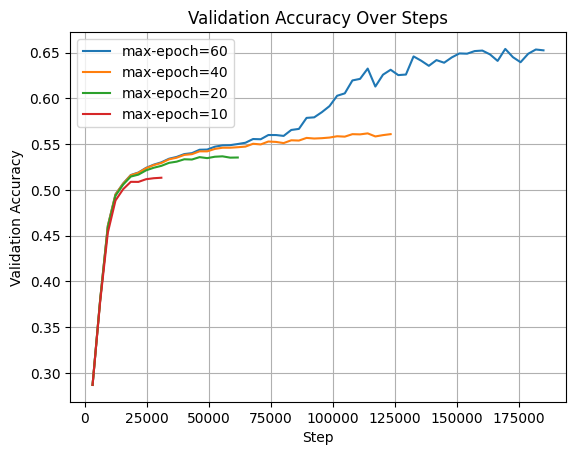 Validation Accuracy Over Steps
max-epoch=60
max-epoch=40
max-epoch=20
max-epoch=10
Validation Accuracy
0.65
0.60
0.55
0.50
0.45
0.40
0.35
0.30
0
25000
50000
75000
100000
125000
150000
175000
Step